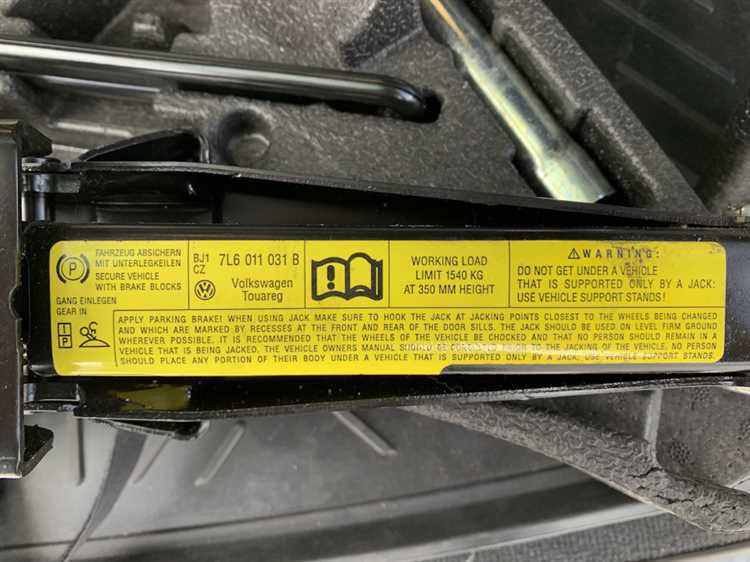 FAHRZEUG ABSICHERN
MIT UNTERLEGKEILEN
SECURE VEHICLE
WITH BRAKE BLOCKS
P
GANG EINLEGEN
GEAR IN
BJ1 7L6 011 031 B
CZ
Volkswagen
Touareg
WORKING LOAD
LIMIT 1540 KG
AT 350 MM HEIGHT
WARNING:
DO NOT GET UNDER A VEHICLE
THAT IS SUPPORTED ONLY BY A JACK:
USE VEHICLE SUPPORT STANDS!
APPLY PARKING BRAKE! WHEN USING JACK MAKE SURE TO HOOK THE JACK AT JACKING POINTS CLOSEST TO THE WHEELS BEING CHANGED
AND WHICH ARE MARKED BY RECESSES AT THE FRONT AND REAR OF THE DOOR SILLS. THE JACK SHOULD BE USED ON LEVEL FIRM GROUND
WHEREVER POSSIBLE. IT IS RECOMMENDED THAT THE WHEELS OF THE VEHICLE BE CHOCKED AND THAT NO PERSON SHOULD REMAIN IN A
VEHICLE THAT IS BEING JACKED. THE VEHICLE OWNERS MANUAL SHOULD BE TO THE JACKING OF THE VEHICLE. NO PERSON
SHOULD PLACE ANY PORTION OF THEIR BODY UNDER A VEHICLE THAT IS SUPPORTED ONLY BY A JACK. USE VEHICLE SUPPORT STANDS.